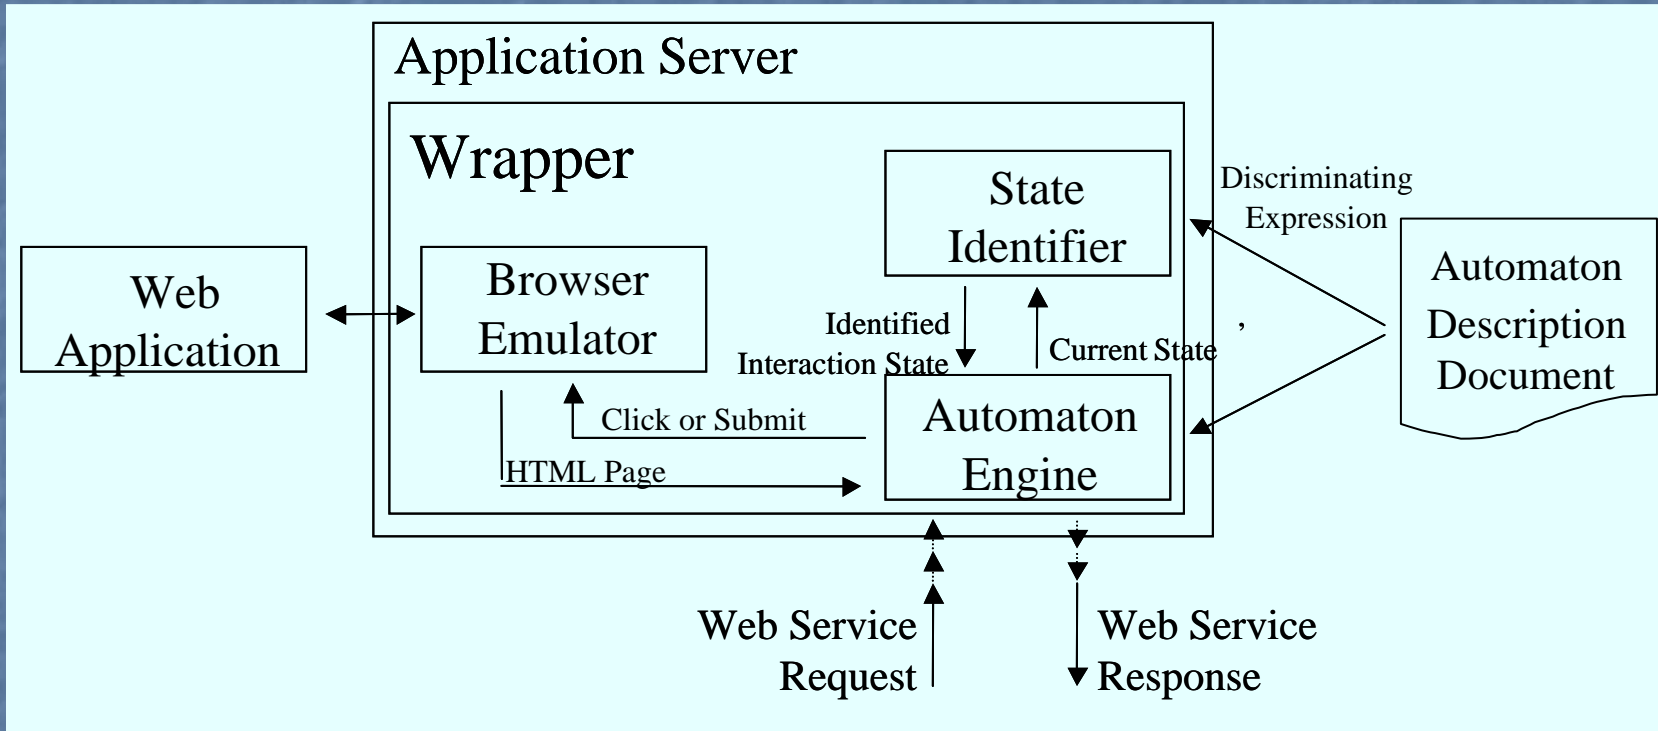 Application Server
Wrapper
State
Identifier
Discriminating
Expression
Web
Application
Browser
Emulator
Automaton
Description
Document
Identified
Interaction State
Current State
,
Automaton
Engine
Click or Submit
HTML Page
Web Service
Request
Web Service
Response